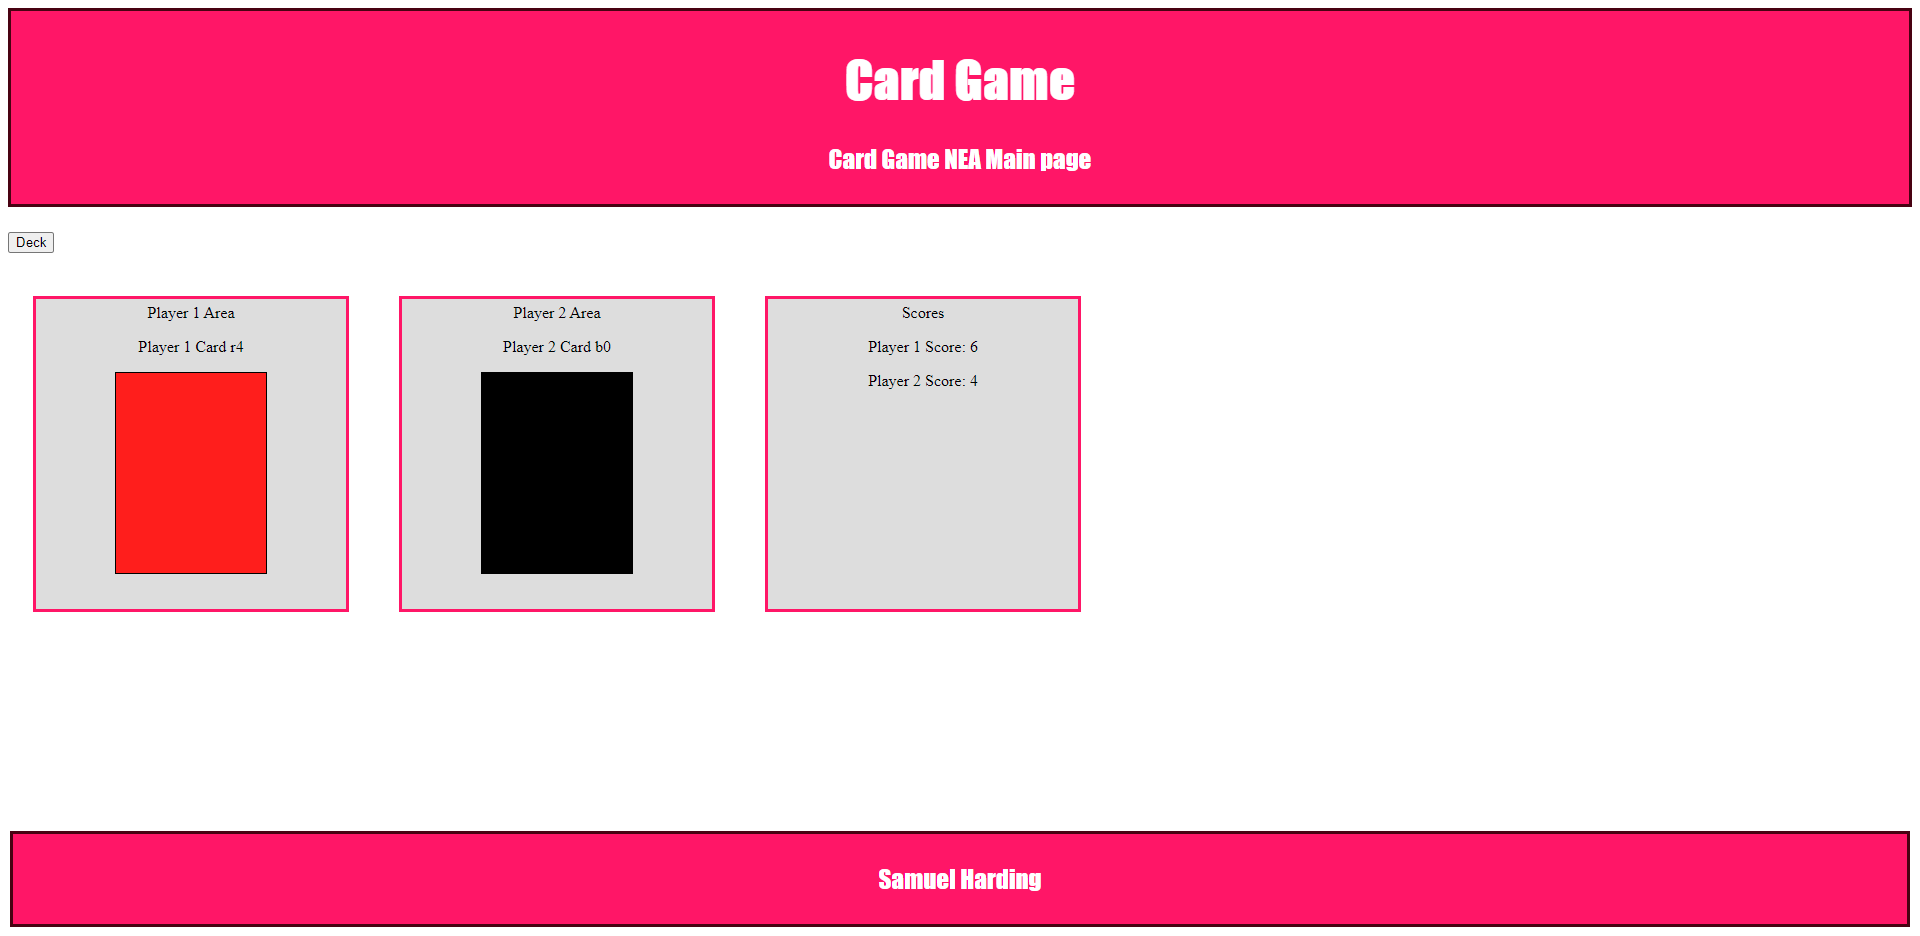 Card Game
Card Game NEA Main page
Deck
Player 1 Area
Player 1 Card r4
Player 2 Area
Player 2 Card b0
Scores
Player 1 Score: 6
Player 2 Score: 4
Samuel Harding